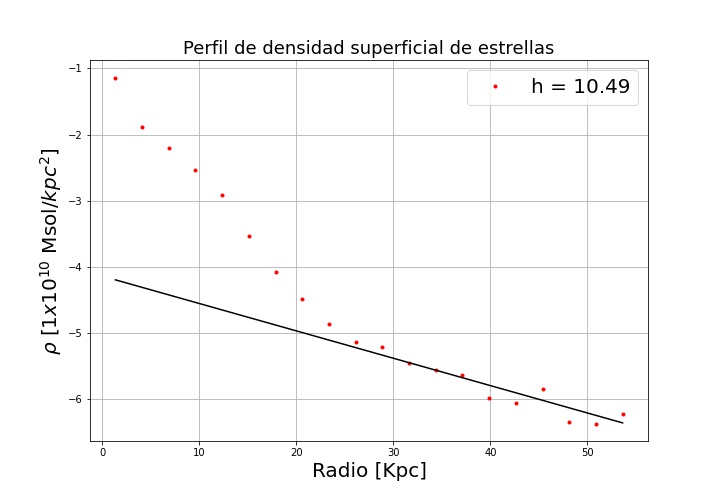 Perfil de densidad superficial de estrellas
h = 10.49
−1
−2
−3
−4
−5
−6
ρ [1x10¹⁰ Msol/kpc²]
0 10 20 30 40 50
Radio [Kpc]